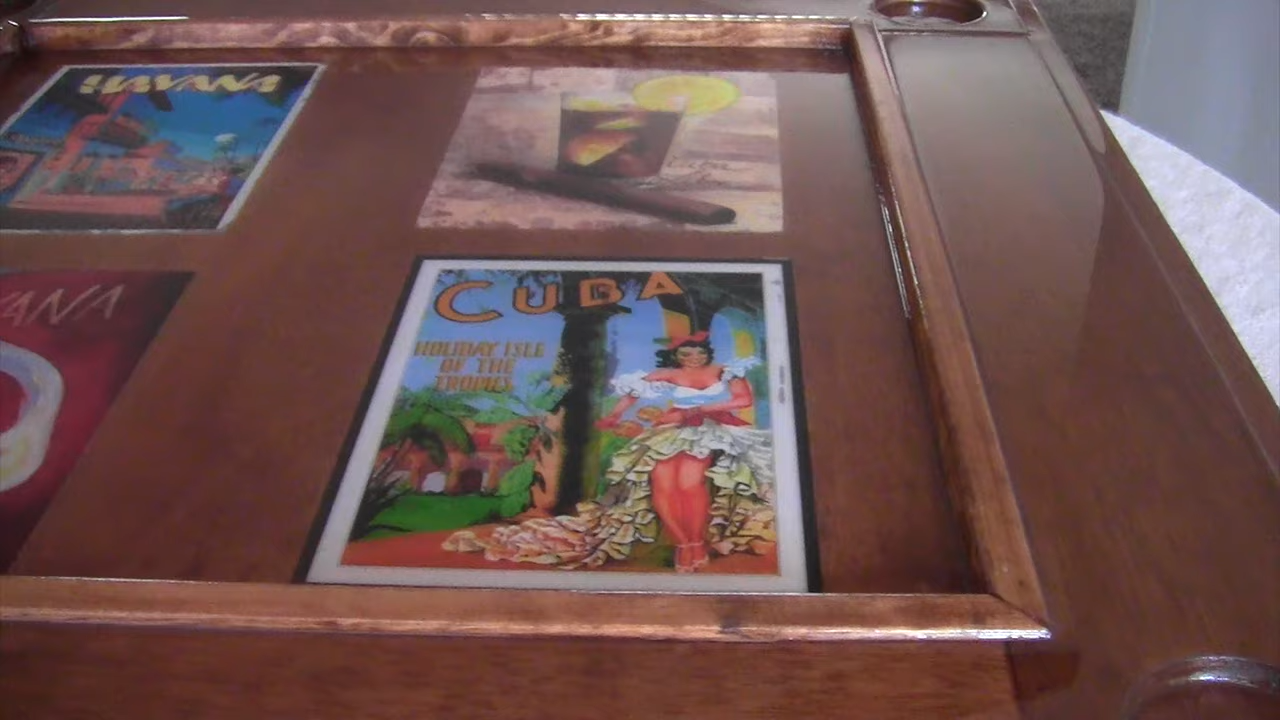 HAVANA
VANA
CUBA
HOLIDAY ISLE
OF THE
TROPICS